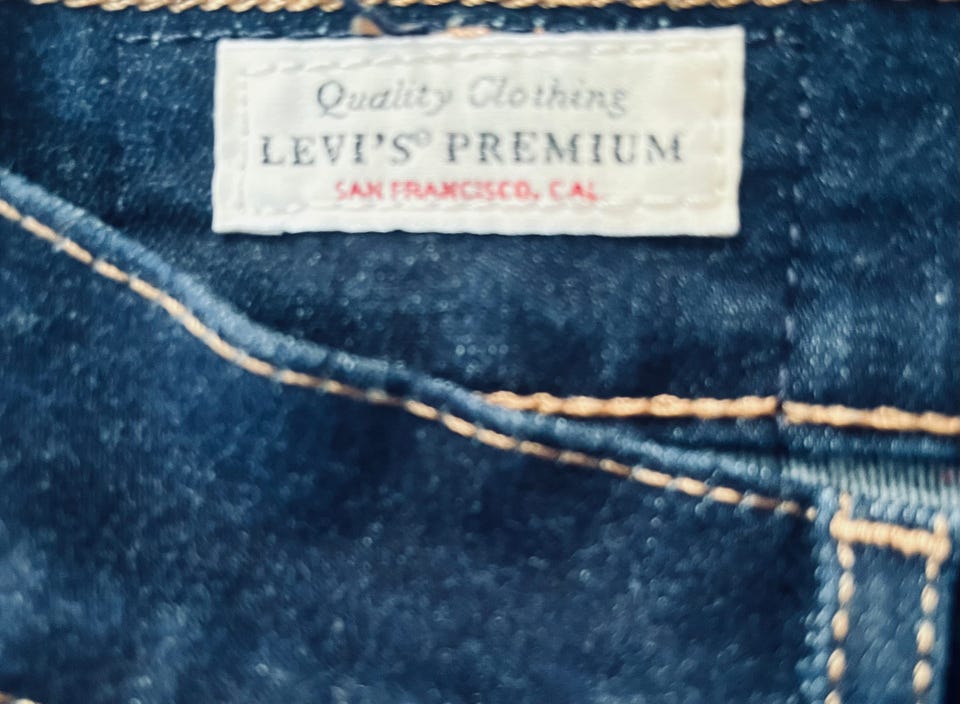 Quality Clothing
LEVI'S® PREMIUM
SAN FRANCISCO, CAL